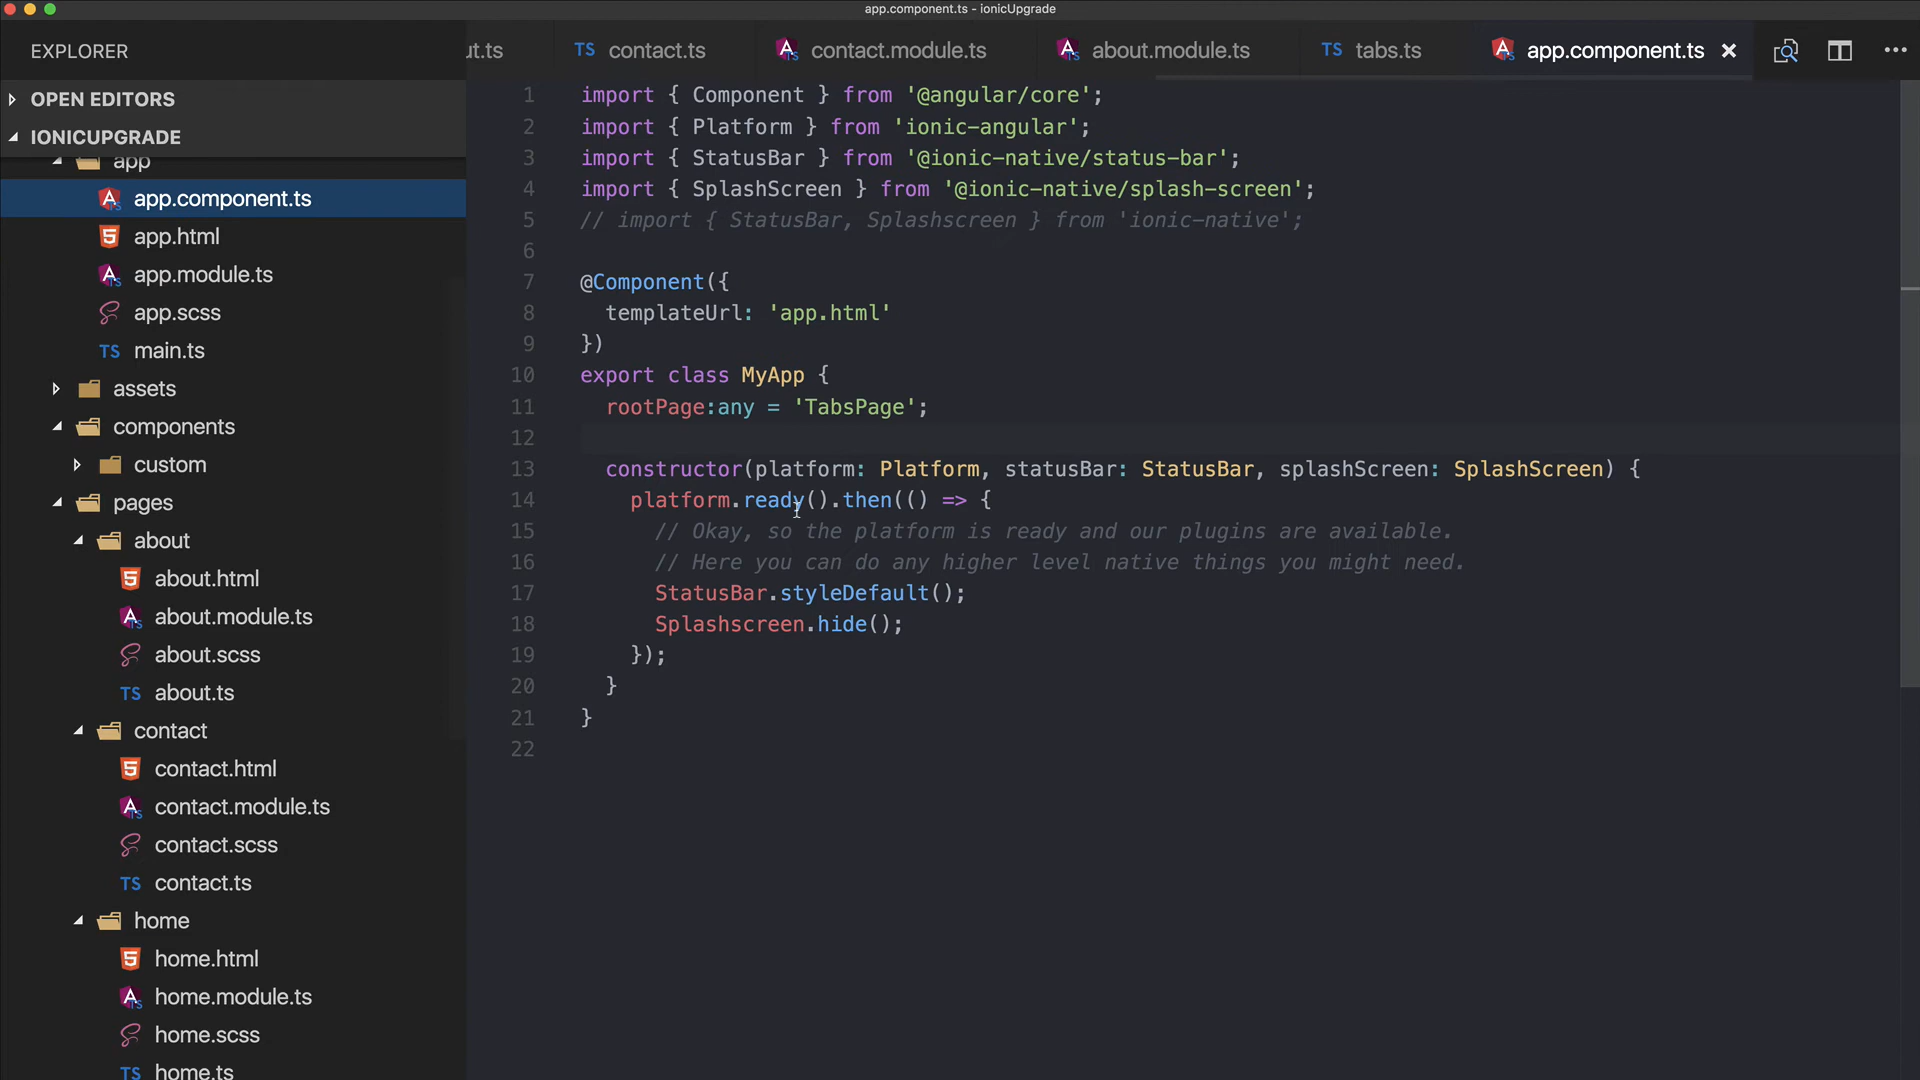 app.component.ts - ionicUpgrade
EXPLORER
ut.ts
TS contact.ts
contact.module.ts
about.module.ts
TS tabs.ts
app.component.ts
OPEN EDITORS
IONICUPGRADE
app
app.component.ts
app.html
app.module.ts
app.scss
TS main.ts
assets
components
custom
pages
about
about.html
about.module.ts
about.scss
TS about.ts
contact
contact.html
contact.module.ts
contact.scss
TS contact.ts
home
home.html
home.module.ts
home.scss
TS home.ts
1 import { Component } from '@angular/core';
2 import { Platform } from 'ionic-angular';
3 import { StatusBar } from '@ionic-native/status-bar';
4 import { SplashScreen } from '@ionic-native/splash-screen';
5 // import { StatusBar, Splashscreen } from 'ionic-native';
6
7 @Component({
8 templateUrl: 'app.html'
9 })
10 export class MyApp {
11 rootPage:any = 'TabsPage';
12
13 constructor(platform: Platform, statusBar: StatusBar, splashScreen: SplashScreen) {
14 platform.ready().then(() => {
15 // Okay, so the platform is ready and our plugins are available.
16 // Here you can do any higher level native things you might need.
17 StatusBar.styleDefault();
18 Splashscreen.hide();
19 });
20 }
21 }
22